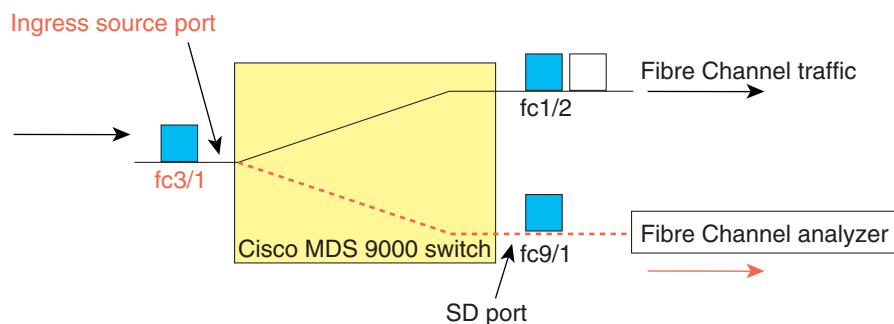 Ingress source port
Fibre Channel traffic
fc1/2
fc3/1
Cisco MDS 9000 switch
Fibre Channel analyzer
fc9/1
SD port